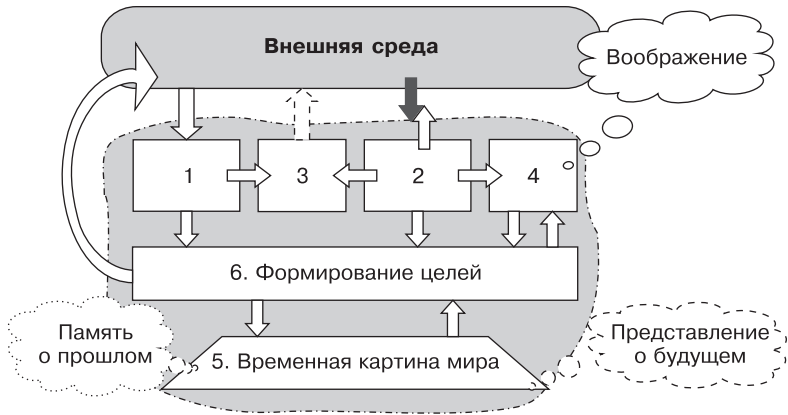 Внешняя среда
Воображение
1
3
2
4
6. Формирование целей
Память
о прошлом
5. Временная картина мира
Представление
о будущем